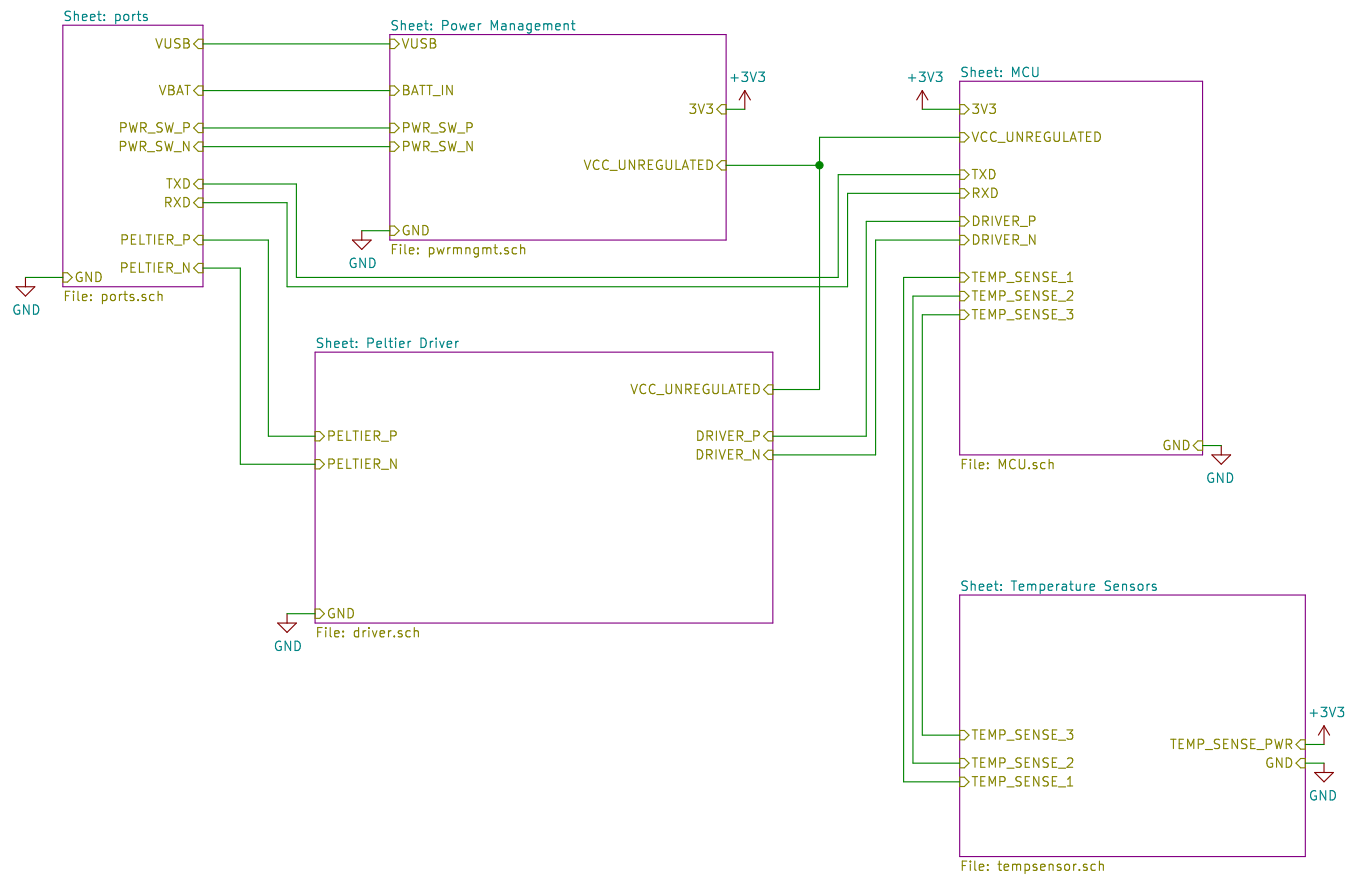 Sheet: ports
VUSB
VBAT
PWR_SW_P
PWR_SW_N
TXD
RXD
PELTIER_P
PELTIER_N
GND
GND
File: ports.sch
Sheet: Power Management
VUSB
BATT_IN
PWR_SW_P
PWR_SW_N
+3V3
3V3
VCC_UNREGULATED
GND
GND
File: pwrmngmt.sch
Sheet: MCU
+3V3
3V3
VCC_UNREGULATED
TXD
RXD
DRIVER_P
DRIVER_N
TEMP_SENSE_1
TEMP_SENSE_2
TEMP_SENSE_3
GND
GND
File: MCU.sch
Sheet: Peltier Driver
VCC_UNREGULATED
PELTIER_P
PELTIER_N
DRIVER_P
DRIVER_N
GND
GND
File: driver.sch
Sheet: Temperature Sensors
TEMP_SENSE_3
TEMP_SENSE_2
TEMP_SENSE_1
+3V3
TEMP_SENSE_PWR
GND
GND
File: tempsensor.sch